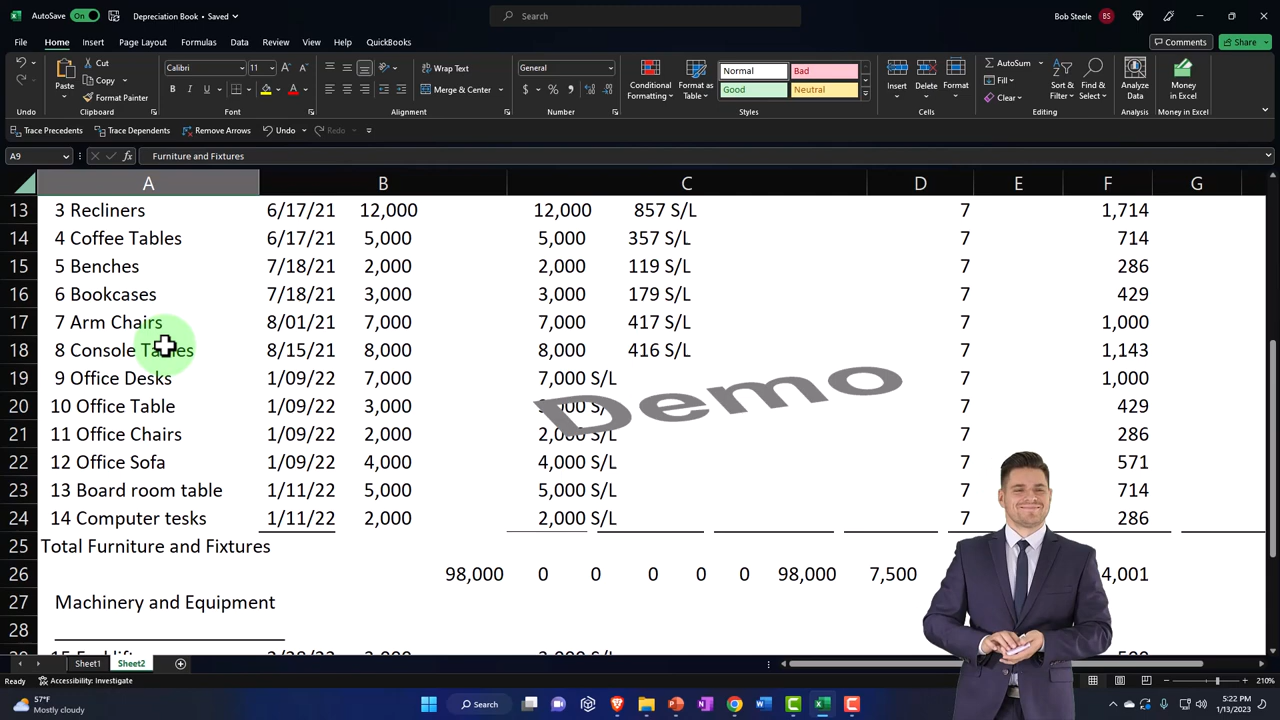 AutoSave On Depreciation Book • Saved Search Bob Steele BS
File Home Insert Page Layout Formulas Data Review View Help QuickBooks Comments Share
Paste Cut Copy Format Painter Calibri 11 Wrap Text Merge & Center General Conditional Formatting Format as Table Normal Bad Good Neutral Insert Delete Format AutoSum Fill Clear Sort & Filter Find & Select Analyze Data Money in Excel
Undo Clipboard Font Alignment Number Styles Cells Editing Analysis Money in Excel
Trace Precedents Trace Dependents Remove Arrows Undo Redo
A9 fx Furniture and Fixtures
A B C D E F G
13 3 Recliners 6/17/21 12,000 12,000 857 S/L 7 1,714
14 4 Coffee Tables 6/17/21 5,000 5,000 357 S/L 7 714
15 5 Benches 7/18/21 2,000 2,000 119 S/L 7 286
16 6 Bookcases 7/18/21 3,000 3,000 179 S/L 7 429
17 7 Arm Chairs 8/01/21 7,000 7,000 417 S/L 7 1,000
18 8 Console Tables 8/15/21 8,000 8,000 416 S/L 7 1,143
19 9 Office Desks 1/09/22 7,000 7,000 S/L 7 1,000
20 10 Office Table 1/09/22 3,000 3,000 S/L 7 429
21 11 Office Chairs 1/09/22 2,000 2,000 S/L 7 286
22 12 Office Sofa 1/09/22 4,000 4,000 S/L 7 571
23 13 Board room table 1/11/22 5,000 5,000 S/L 7 714
24 14 Computer tesks 1/11/22 2,000 2,000 S/L 7 286
Demo
25 Total Furniture and Fixtures
26 98,000 0 0 0 0 0 98,000 7,500 4,001
27 Machinery and Equipment
28
Sheet1 Sheet2
Ready Accessibility: Investigate 210%
57°F
Mostly cloudy
Search
5:22 PM
1/13/2023